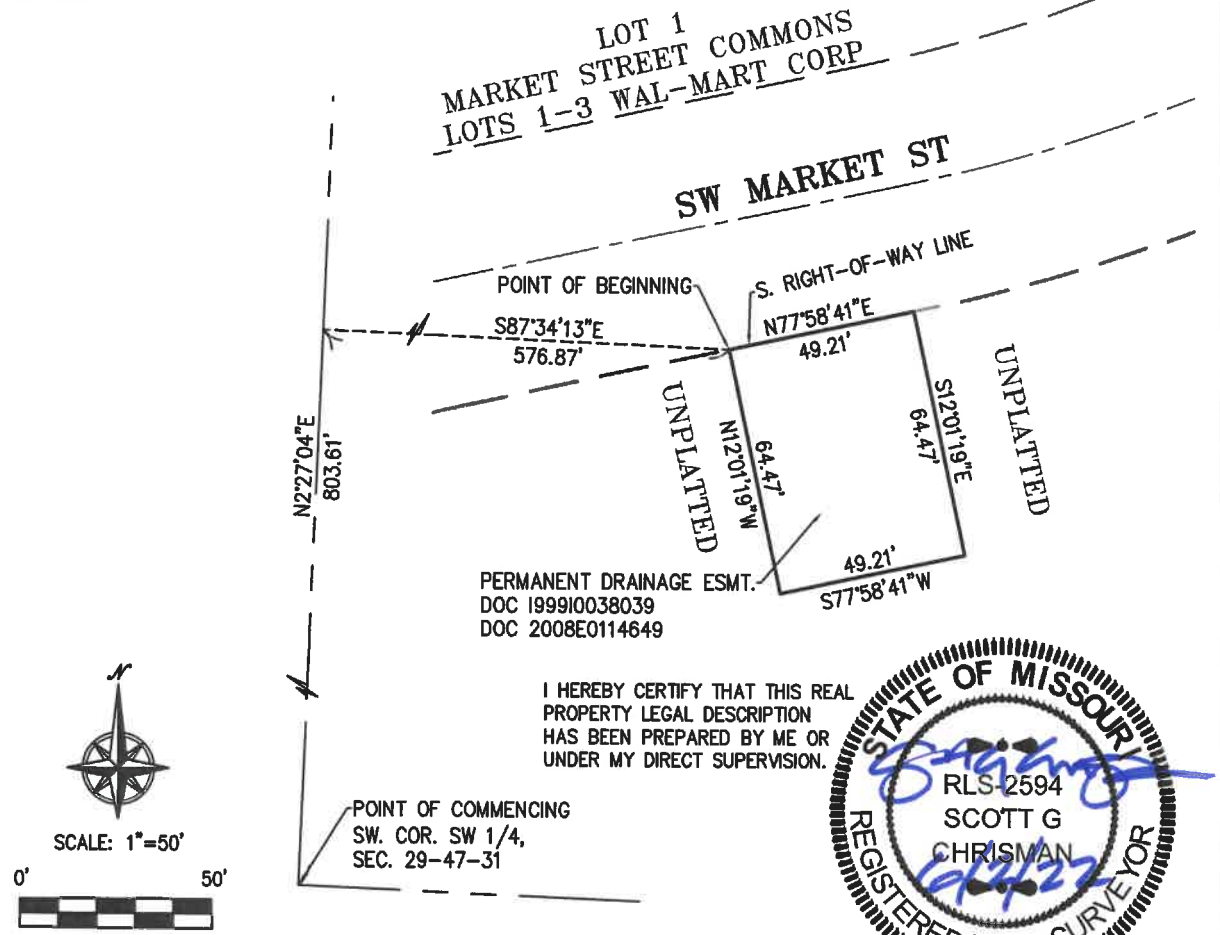 LOT 1
MARKET STREET COMMONS
LOTS 1-3 WAL-MART CORP
SW MARKET ST
POINT OF BEGINNING
S. RIGHT-OF-WAY LINE
N77°58'41"E
49.21'
S87°34'13"E
576.87'
N2°27'04"E
803.61'
UNPLATTED
N12°01'19"W
64.47'
S12°01'19"E
64.47'
UNPLATTED
49.21'
S77°58'41"W
PERMANENT DRAINAGE ESMT.
DOC I999I0038039
DOC 2008E0114649
I HEREBY CERTIFY THAT THIS REAL
PROPERTY LEGAL DESCRIPTION
HAS BEEN PREPARED BY ME OR
UNDER MY DIRECT SUPERVISION.
STATE OF MISSOURI
RLS-2594
SCOTT G
CHRISMAN
6/2/22
REGISTERED
SURVEYOR
N
SCALE: 1"=50'
0' 50'
POINT OF COMMENCING
SW. COR. SW 1/4,
SEC. 29-47-31